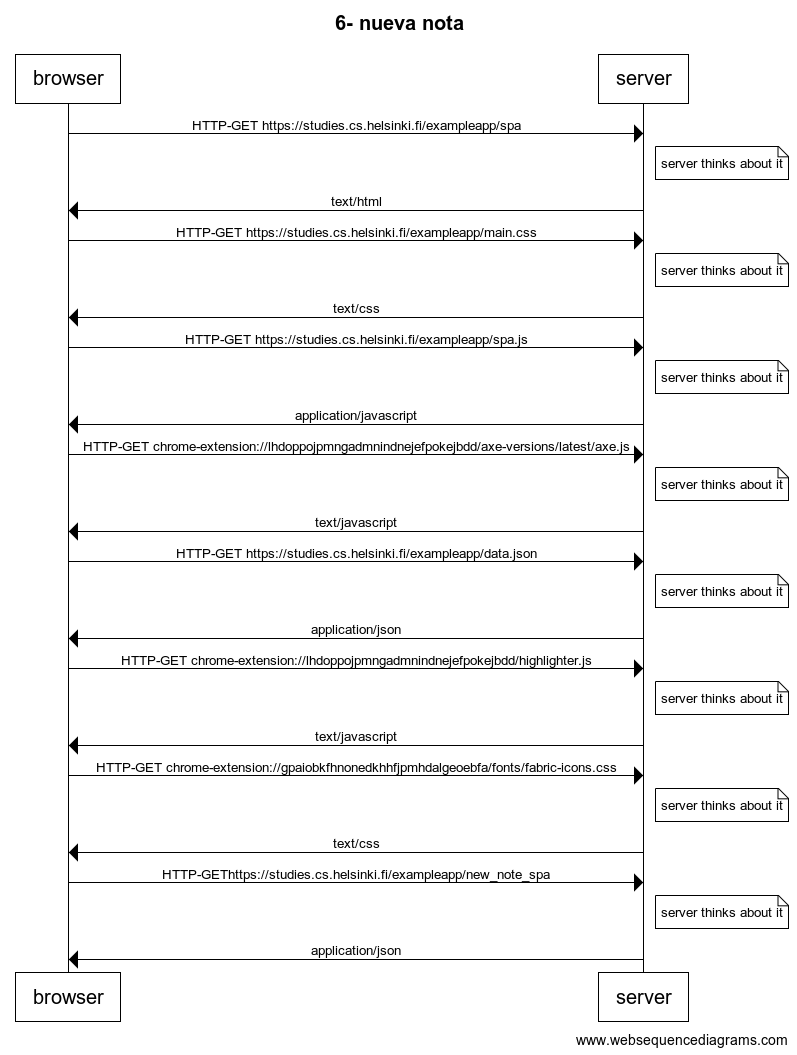 6- nueva nota
browser
server
HTTP-GET https://studies.cs.helsinki.fi/exampleapp/spa
server thinks about it
text/html
HTTP-GET https://studies.cs.helsinki.fi/exampleapp/main.css
server thinks about it
text/css
HTTP-GET https://studies.cs.helsinki.fi/exampleapp/spa.js
server thinks about it
application/javascript
HTTP-GET chrome-extension://lhdoppojpmngadmnindnejefpokejbdd/axe-versions/latest/axe.js
server thinks about it
text/javascript
HTTP-GET https://studies.cs.helsinki.fi/exampleapp/data.json
server thinks about it
application/json
HTTP-GET chrome-extension://lhdoppojpmngadmnindnejefpokejbdd/highlighter.js
server thinks about it
text/javascript
HTTP-GET chrome-extension://gpaiobkfhnonedkhhfjpmhdalgeoebfa/fonts/fabric-icons.css
server thinks about it
text/css
HTTP-GEThttps://studies.cs.helsinki.fi/exampleapp/new_note_spa
server thinks about it
application/json
browser
server
www.websequencediagrams.com